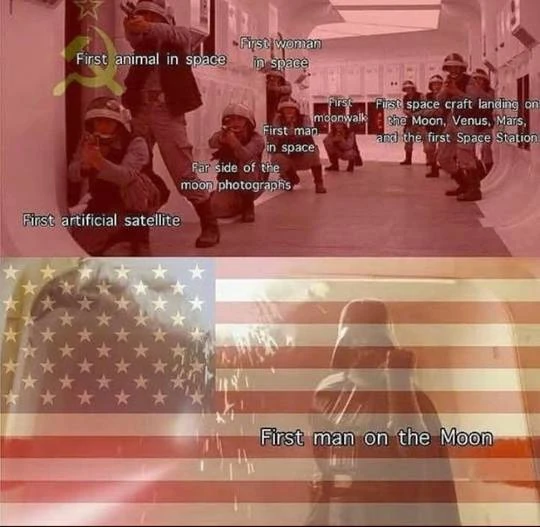 First animal in space
First woman
in space
First
moonwalk
First space craft landing on
the Moon, Venus, Mars,
and the first Space Station
First man
in space
Far side of the
moon photographs
First artificial satellite
First man on the Moon